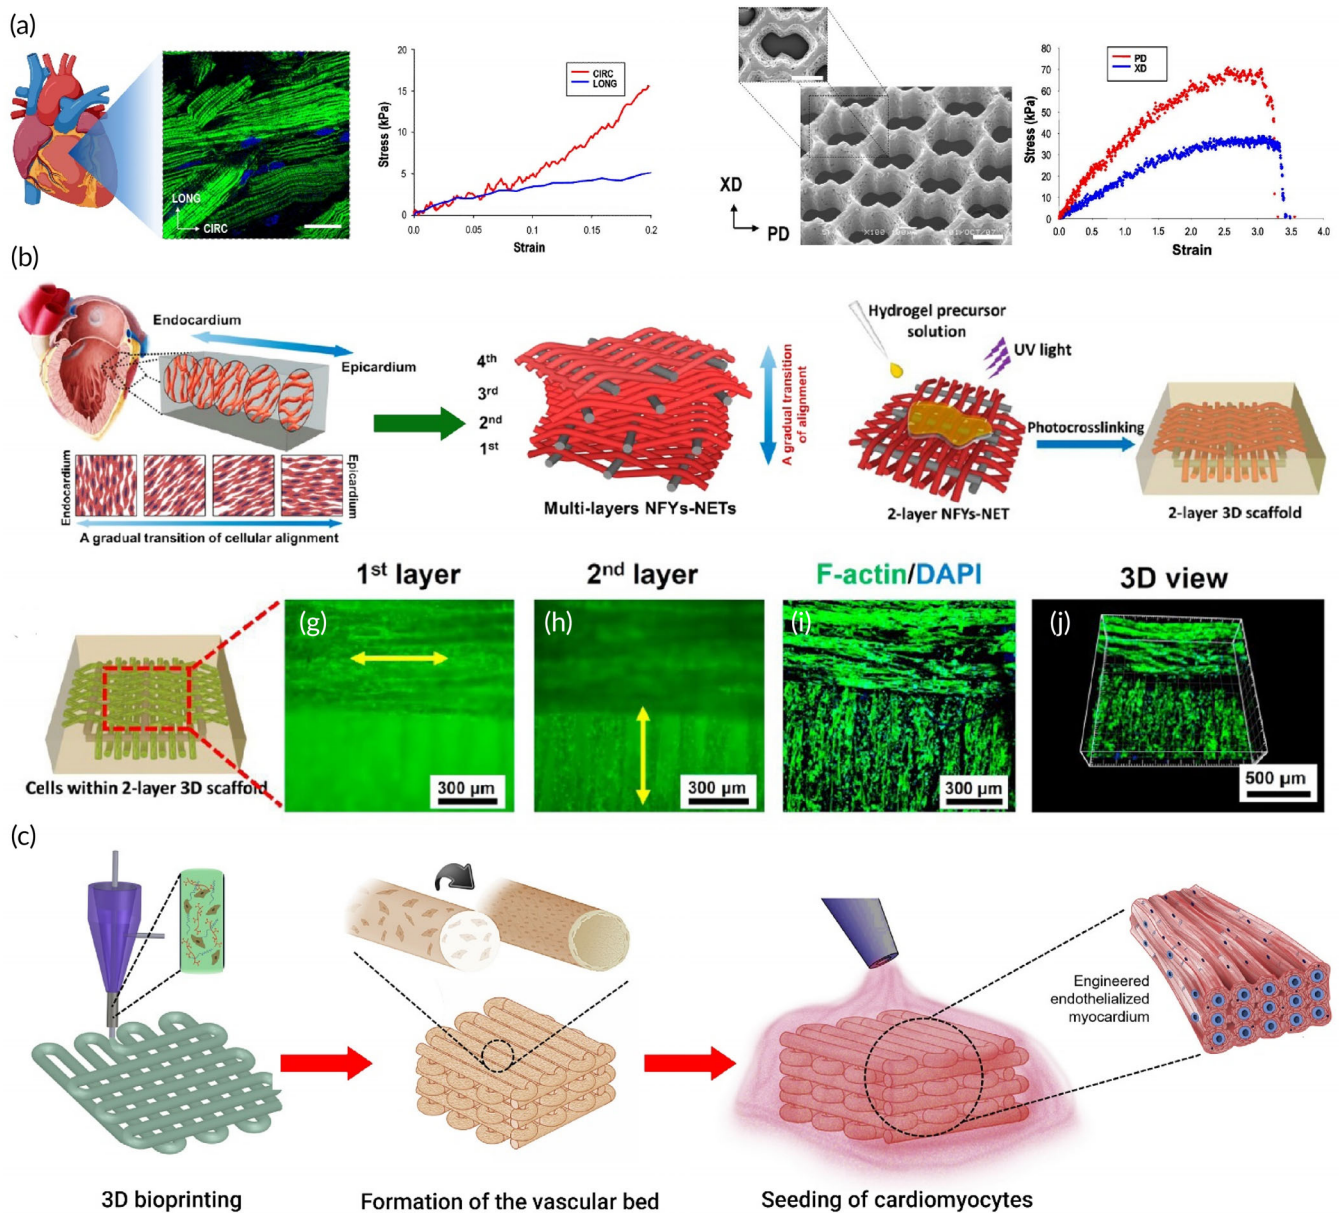 (a)
LONG
CIRC
20
15
10
5
0
Stress (kPa)
CIRC
LONG
0.0
0.05
0.1
0.15
0.2
Strain
XD
PD
80
70
60
50
40
30
20
10
0
Stress (kPa)
PD
XD
0.0
0.5
1.0
1.5
2.0
2.5
3.0
3.5
4.0
Strain
(b)
Endocardium
Epicardium
Endocardium
Epicardium
A gradual transition of cellular alignment
4th
3rd
2nd
1st
A gradual transition
of alignment
Multi-layers NFYs-NETs
Hydrogel precursor
solution
UV light
Photocrosslinking
2-layer NFYs-NET
2-layer 3D scaffold
Cells within 2-layer 3D scaffold
1st layer
(g)
300 µm
2nd layer
(h)
300 µm
F-actin/DAPI
(i)
300 µm
3D view
(j)
500 µm
(c)
3D bioprinting
Formation of the vascular bed
Seeding of cardiomyocytes
Engineered
endothelialized
myocardium